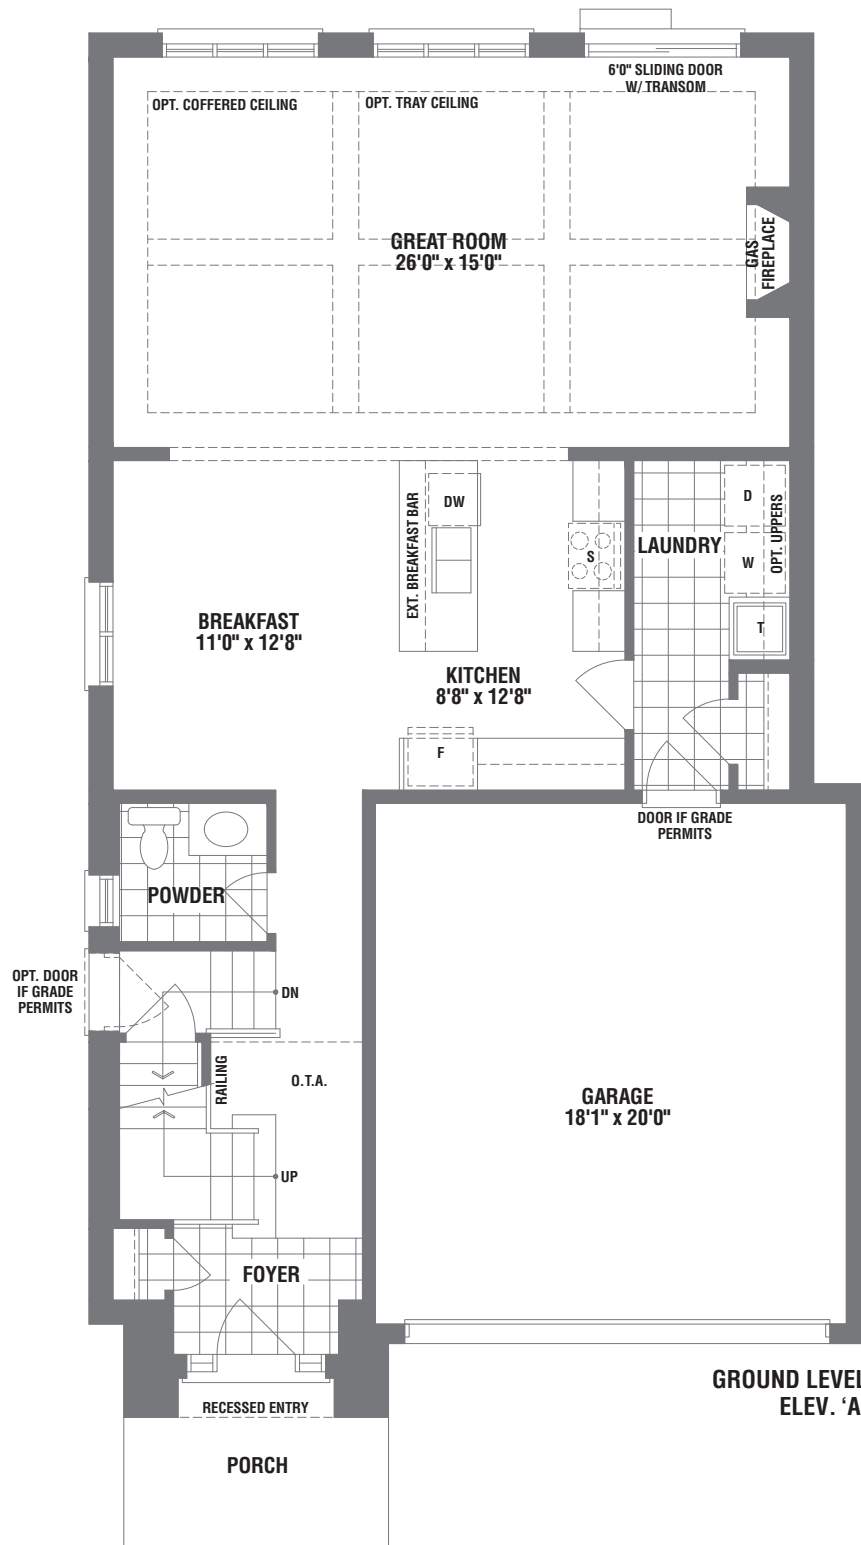 6'0" SLIDING DOOR
W/ TRANSOM
OPT. COFFERED CEILING
OPT. TRAY CEILING
GREAT ROOM
26'0" x 15'0"
GAS
FIREPLACE
EXT. BREAKFAST BAR
DW
S
LAUNDRY
D
W
OPT. UPPERS
T
BREAKFAST
11'0" x 12'8"
KITCHEN
8'8" x 12'8"
F
DOOR IF GRADE
PERMITS
POWDER
OPT. DOOR
IF GRADE
PERMITS
DN
RAILING
O.T.A.
UP
GARAGE
18'1" x 20'0"
FOYER
RECESSED ENTRY
PORCH
GROUND LEVEL
ELEV. ‘A